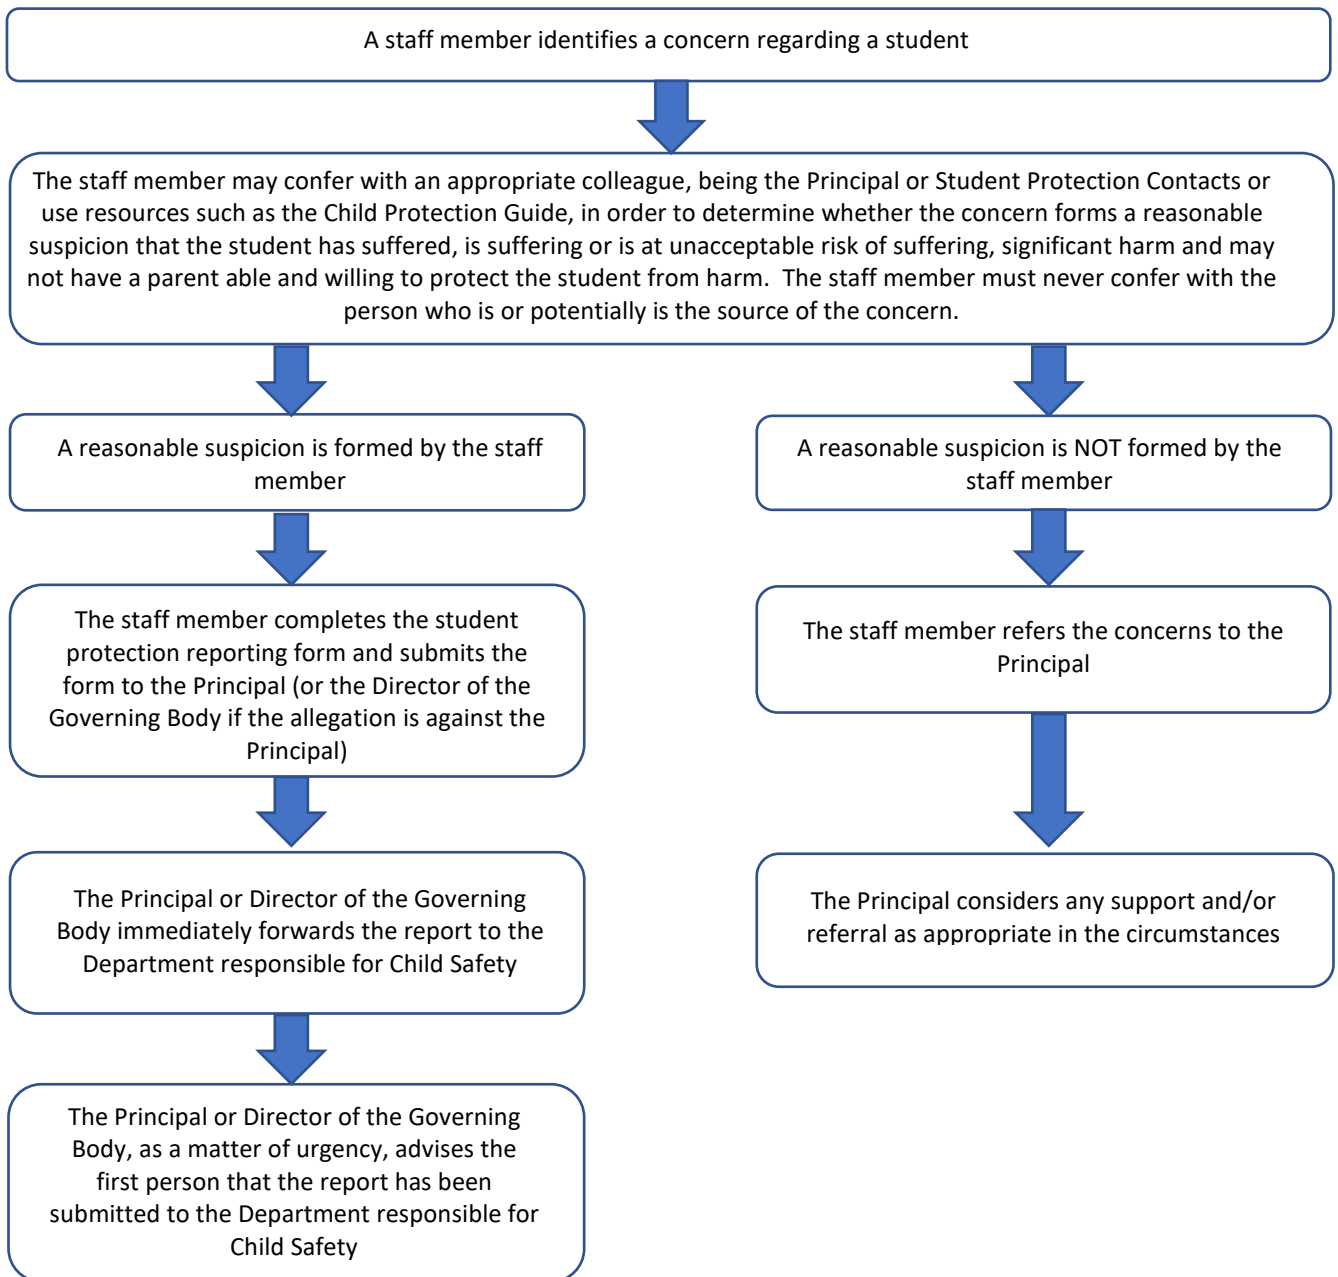 A staff member identifies a concern regarding a student
The staff member may confer with an appropriate colleague, being the Principal or Student Protection Contacts or
use resources such as the Child Protection Guide, in order to determine whether the concern forms a reasonable
suspicion that the student has suffered, is suffering or is at unacceptable risk of suffering, significant harm and may
not have a parent able and willing to protect the student from harm.  The staff member must never confer with the
person who is or potentially is the source of the concern.
A reasonable suspicion is formed by the staff
member
The staff member completes the student
protection reporting form and submits the
form to the Principal (or the Director of the
Governing Body if the allegation is against the
Principal)
The Principal or Director of the Governing
Body immediately forwards the report to the
Department responsible for Child Safety
The Principal or Director of the Governing
Body, as a matter of urgency, advises the
first person that the report has been
submitted to the Department responsible for
Child Safety
A reasonable suspicion is NOT formed by the
staff member
The staff member refers the concerns to the
Principal
The Principal considers any support and/or
referral as appropriate in the circumstances